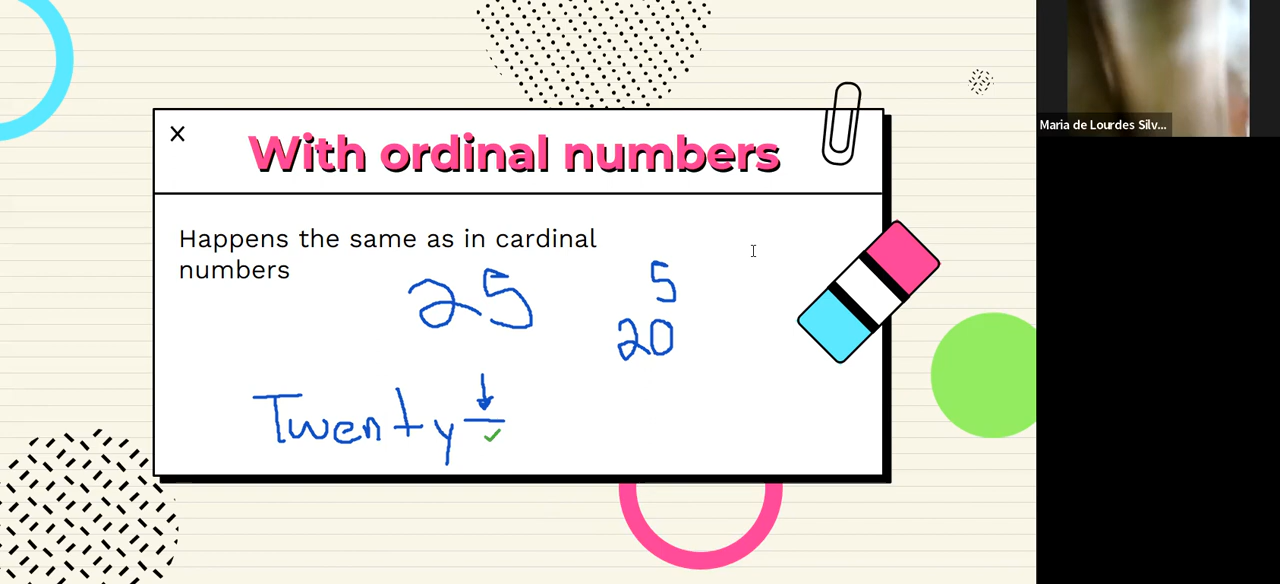 With ordinal numbers
Happens the same as in cardinal
numbers
25
5
20
Twenty-
Maria de Lourdes Silv...